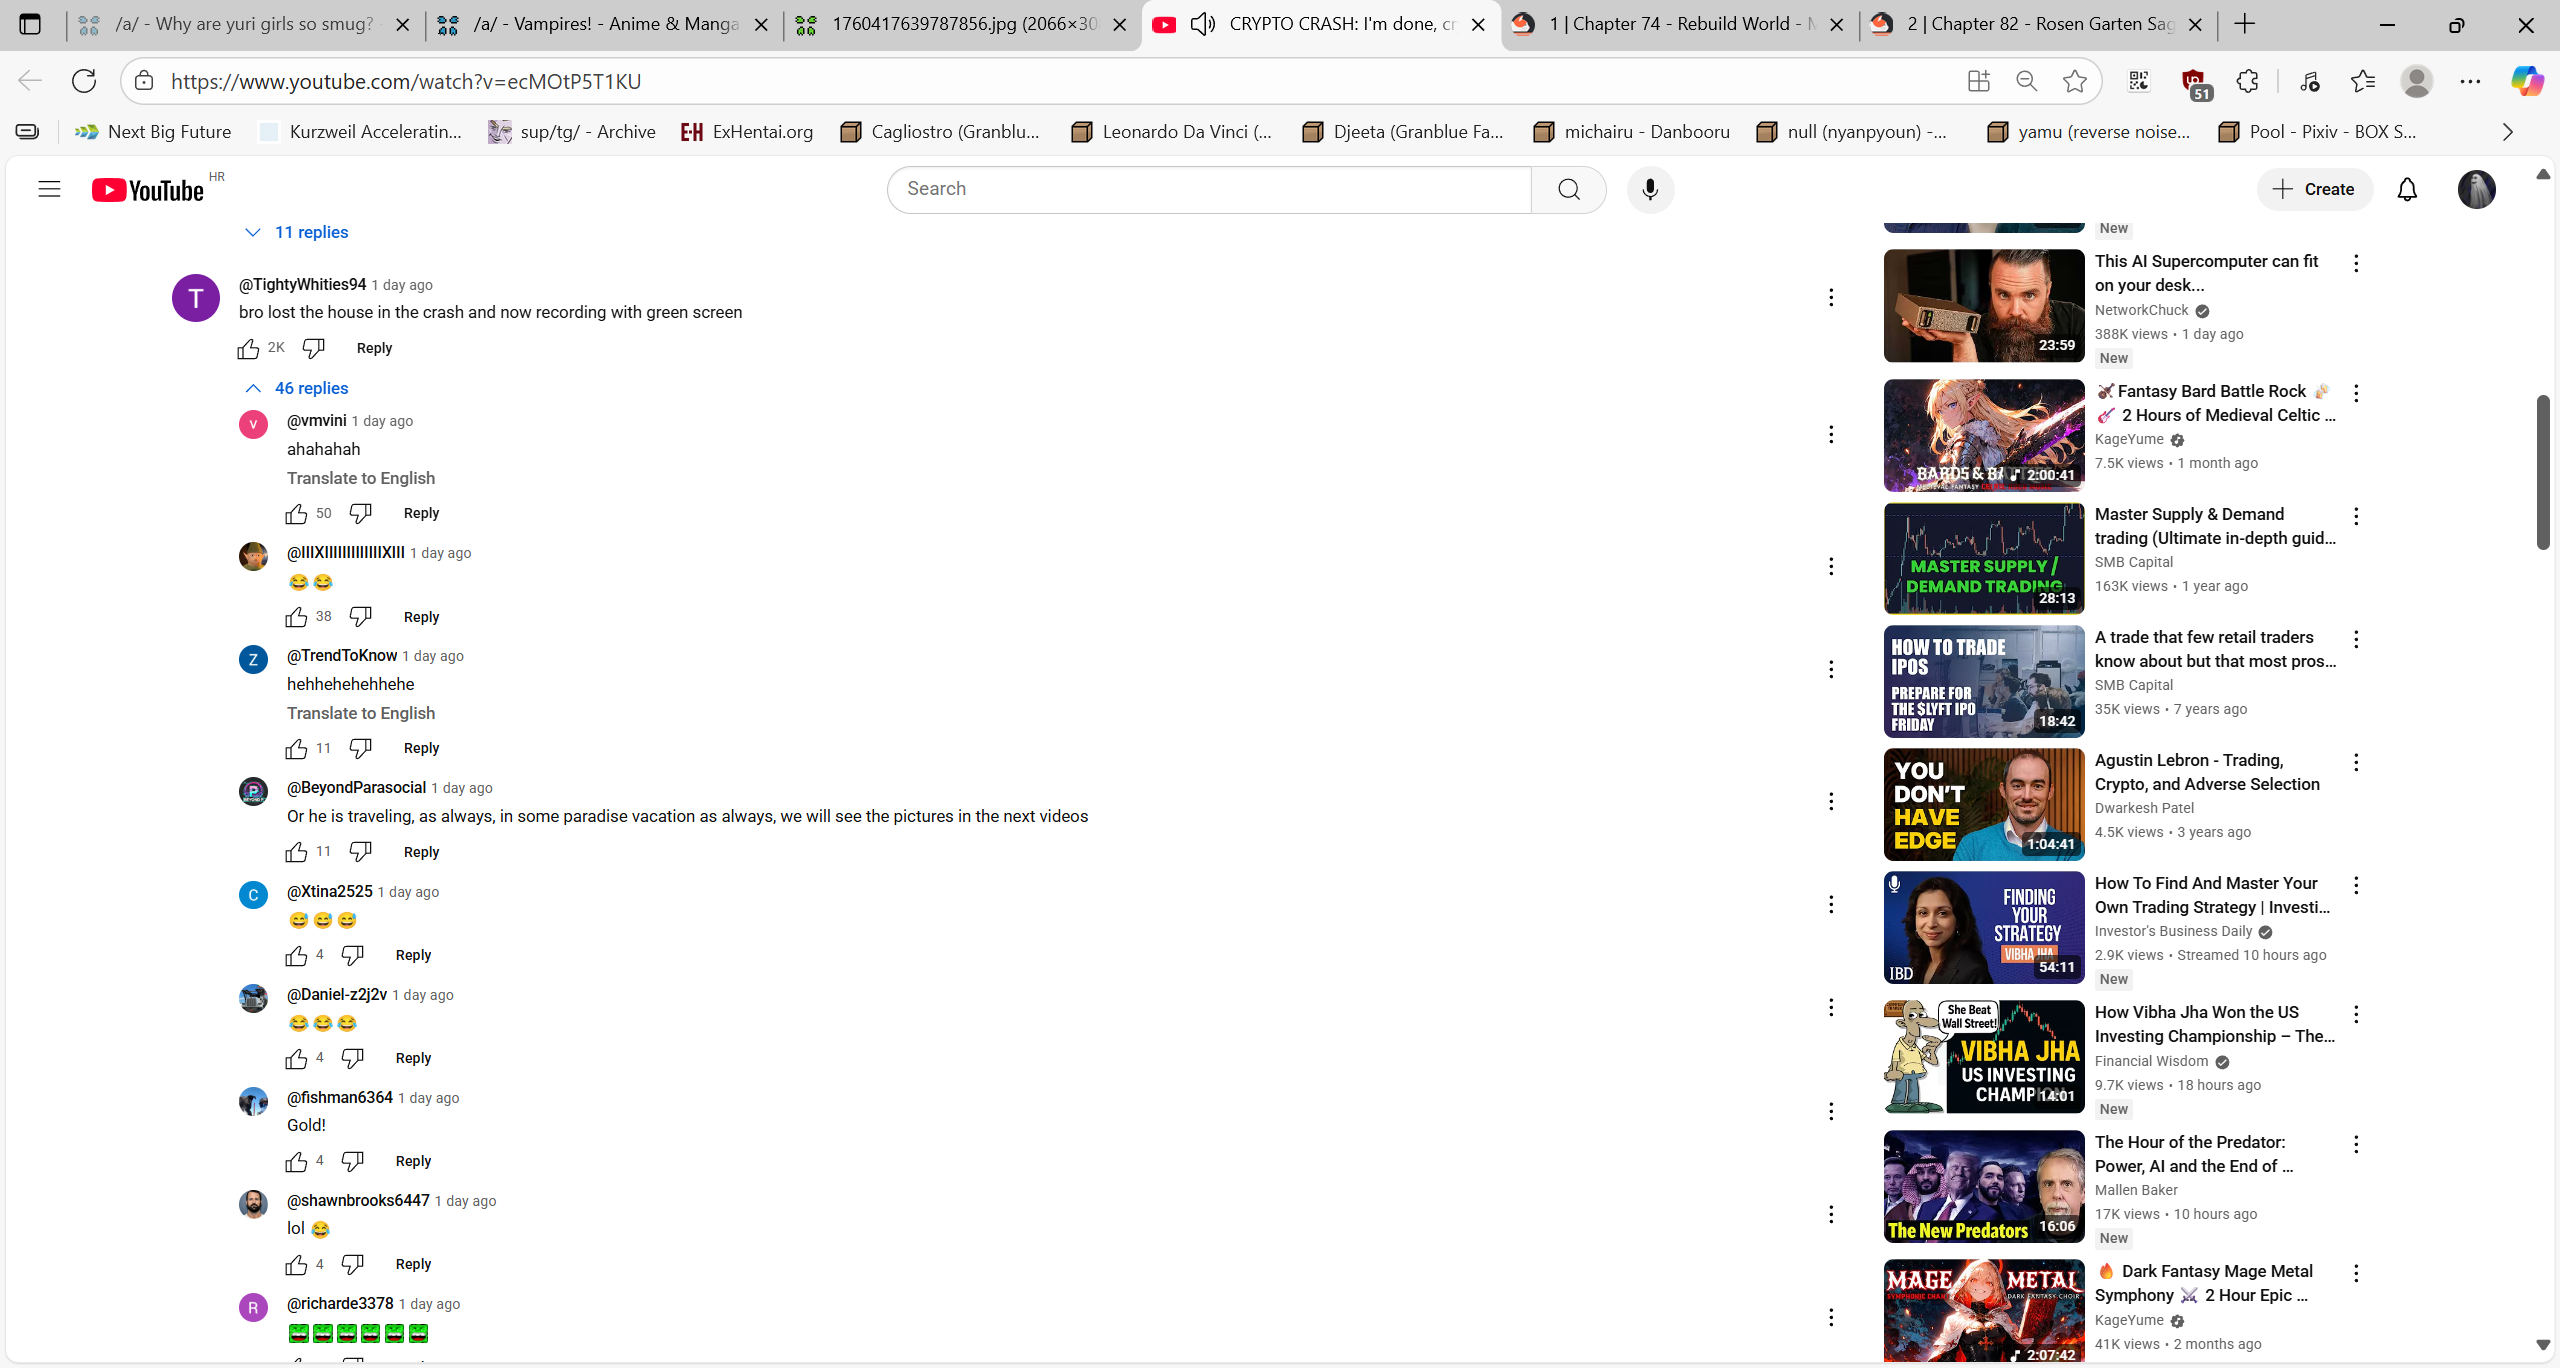 /a/ - Why are yuri girls so smug?
/a/ - Vampires! - Anime & Manga
1760417639787856.jpg (2066×30
CRYPTO CRASH: I'm done, cr
1 | Chapter 74 - Rebuild World - M
2 | Chapter 82 - Rosen Garten Sag
https://www.youtube.com/watch?v=ecMOtP5T1KU
51
Next Big Future
Kurzweil Acceleratin...
sup/tg/ - Archive
E-H ExHentai.org
Cagliostro (Granblu...
Leonardo Da Vinci (...
Djeeta (Granblue Fa...
michairu - Danbooru
null (nyanpyoun) -...
yamu (reverse noise...
Pool - Pixiv - BOX S...
YouTube HR
Search
Create
11 replies
T
@TightyWhities94 1 day ago
bro lost the house in the crash and now recording with green screen
2K Reply
46 replies
V
@vmvini 1 day ago
ahahahah
Translate to English
50 Reply
1 day ago
😂😂
38 Reply
Z
@TrendToKnow 1 day ago
hehhehehehhehe
Translate to English
11 Reply
@BeyondParasocial 1 day ago
Or he is traveling, as always, in some paradise vacation as always, we will see the pictures in the next videos
11 Reply
C
@Xtina2525 1 day ago
😅😅😅
4 Reply
@Daniel-z2j2v 1 day ago
😂😂😂
4 Reply
@fishman6364 1 day ago
Gold!
4 Reply
@shawnbrooks6447 1 day ago
lol 😂
4 Reply
R
@richarde3378 1 day ago
New
23:59
This AI Supercomputer can fit
on your desk...
NetworkChuck
388K views • 1 day ago
New
BARDS & BA
2:00:41
🎻Fantasy Bard Battle Rock 🍻
🎸 2 Hours of Medieval Celtic ...
KageYume
7.5K views • 1 month ago
MASTER SUPPLY /
DEMAND TRADING
28:13
Master Supply & Demand
trading (Ultimate in-depth guid...
SMB Capital
163K views • 1 year ago
HOW TO TRADE
IPOS
PREPARE FOR
THE $LYFT IPO
FRIDAY
18:42
A trade that few retail traders
know about but that most pros...
SMB Capital
35K views • 7 years ago
YOU
DON'T
HAVE
EDGE
1:04:41
Agustin Lebron - Trading,
Crypto, and Adverse Selection
Dwarkesh Patel
4.5K views • 3 years ago
FINDING
YOUR
STRATEGY
VIBHA JHA
IBD
54:11
How To Find And Master Your
Own Trading Strategy | Investi...
Investor's Business Daily
2.9K views • Streamed 10 hours ago
New
She Beat
Wall Street!
VIBHA JHA
US INVESTING
CHAMPION
14:01
How Vibha Jha Won the US
Investing Championship – The...
Financial Wisdom
9.7K views • 18 hours ago
New
The New Predators
16:06
The Hour of the Predator:
Power, AI and the End of ...
Mallen Baker
17K views • 10 hours ago
New
MAGE METAL
DARK FANTASY CHOIR
2:07:42
🔥 Dark Fantasy Mage Metal
Symphony ⚔️ 2 Hour Epic ...
KageYume
41K views • 2 months ago